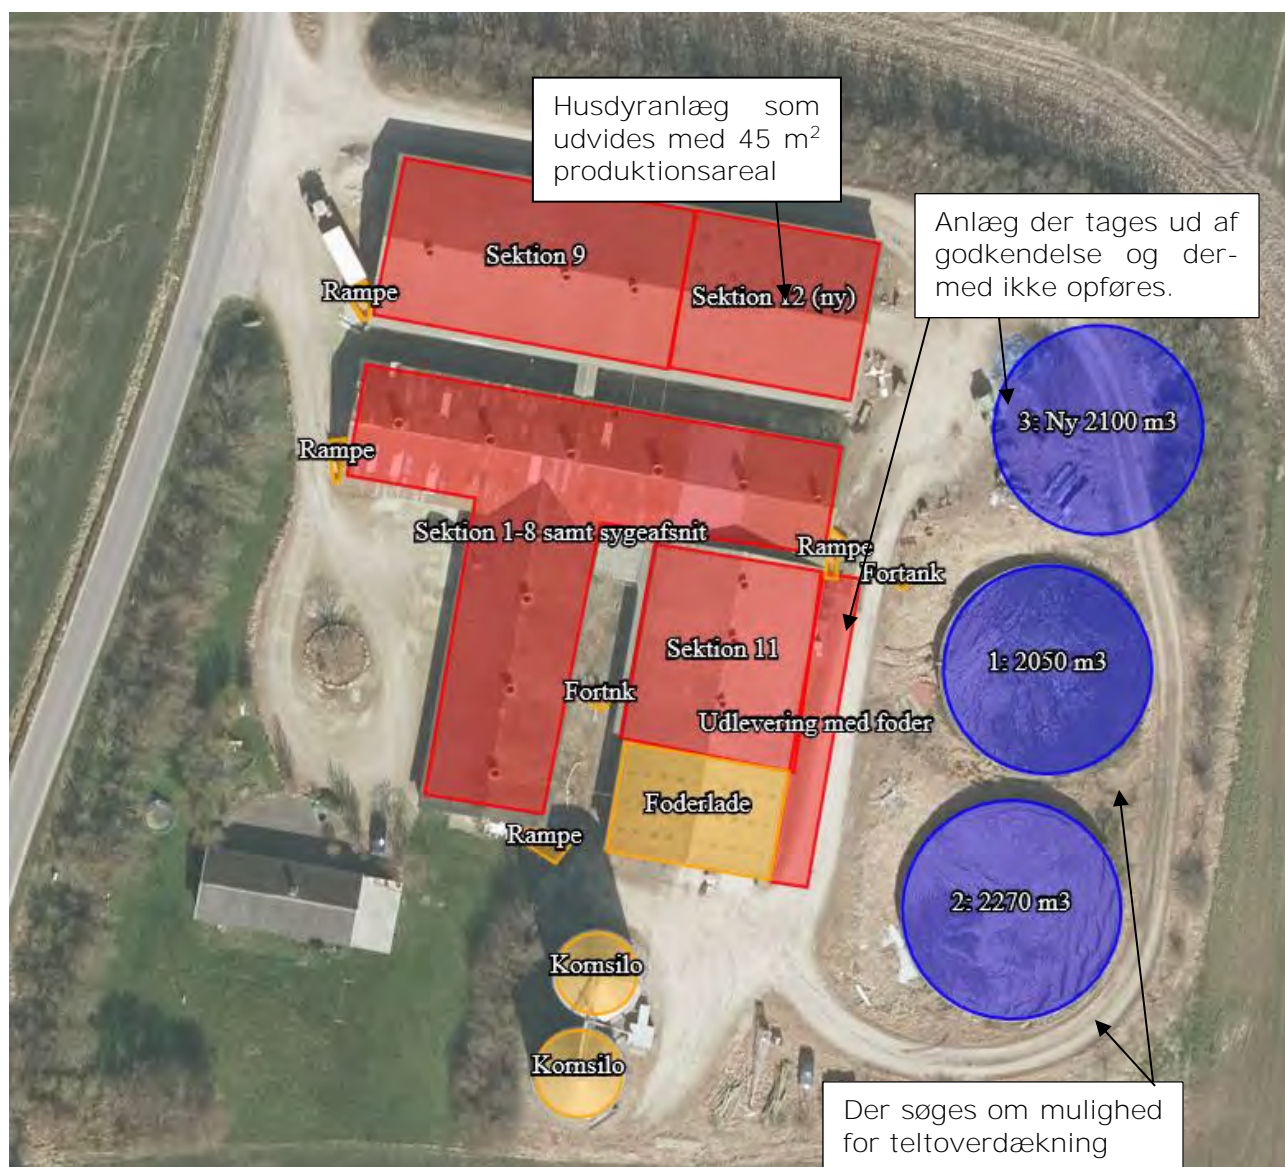 Husdyranlæg som
udvides med 45 m²
produktionsareal
Anlæg der tages ud af
godkendelse og der-
med ikke opføres.
Sektion 9
Rampe
Sektion 12 (ny)
3: Ny 2100 m3
Rampe
Sektion 1-8 samt sygeafsnit
Rampe
Fortank
Sektion 11
1: 2050 m3
Fortnk
Udlevering med foder
Foderlade
Rampe
2: 2270 m3
Kornsilo
Kornsilo
Der søges om mulighed
for teltoverdækning